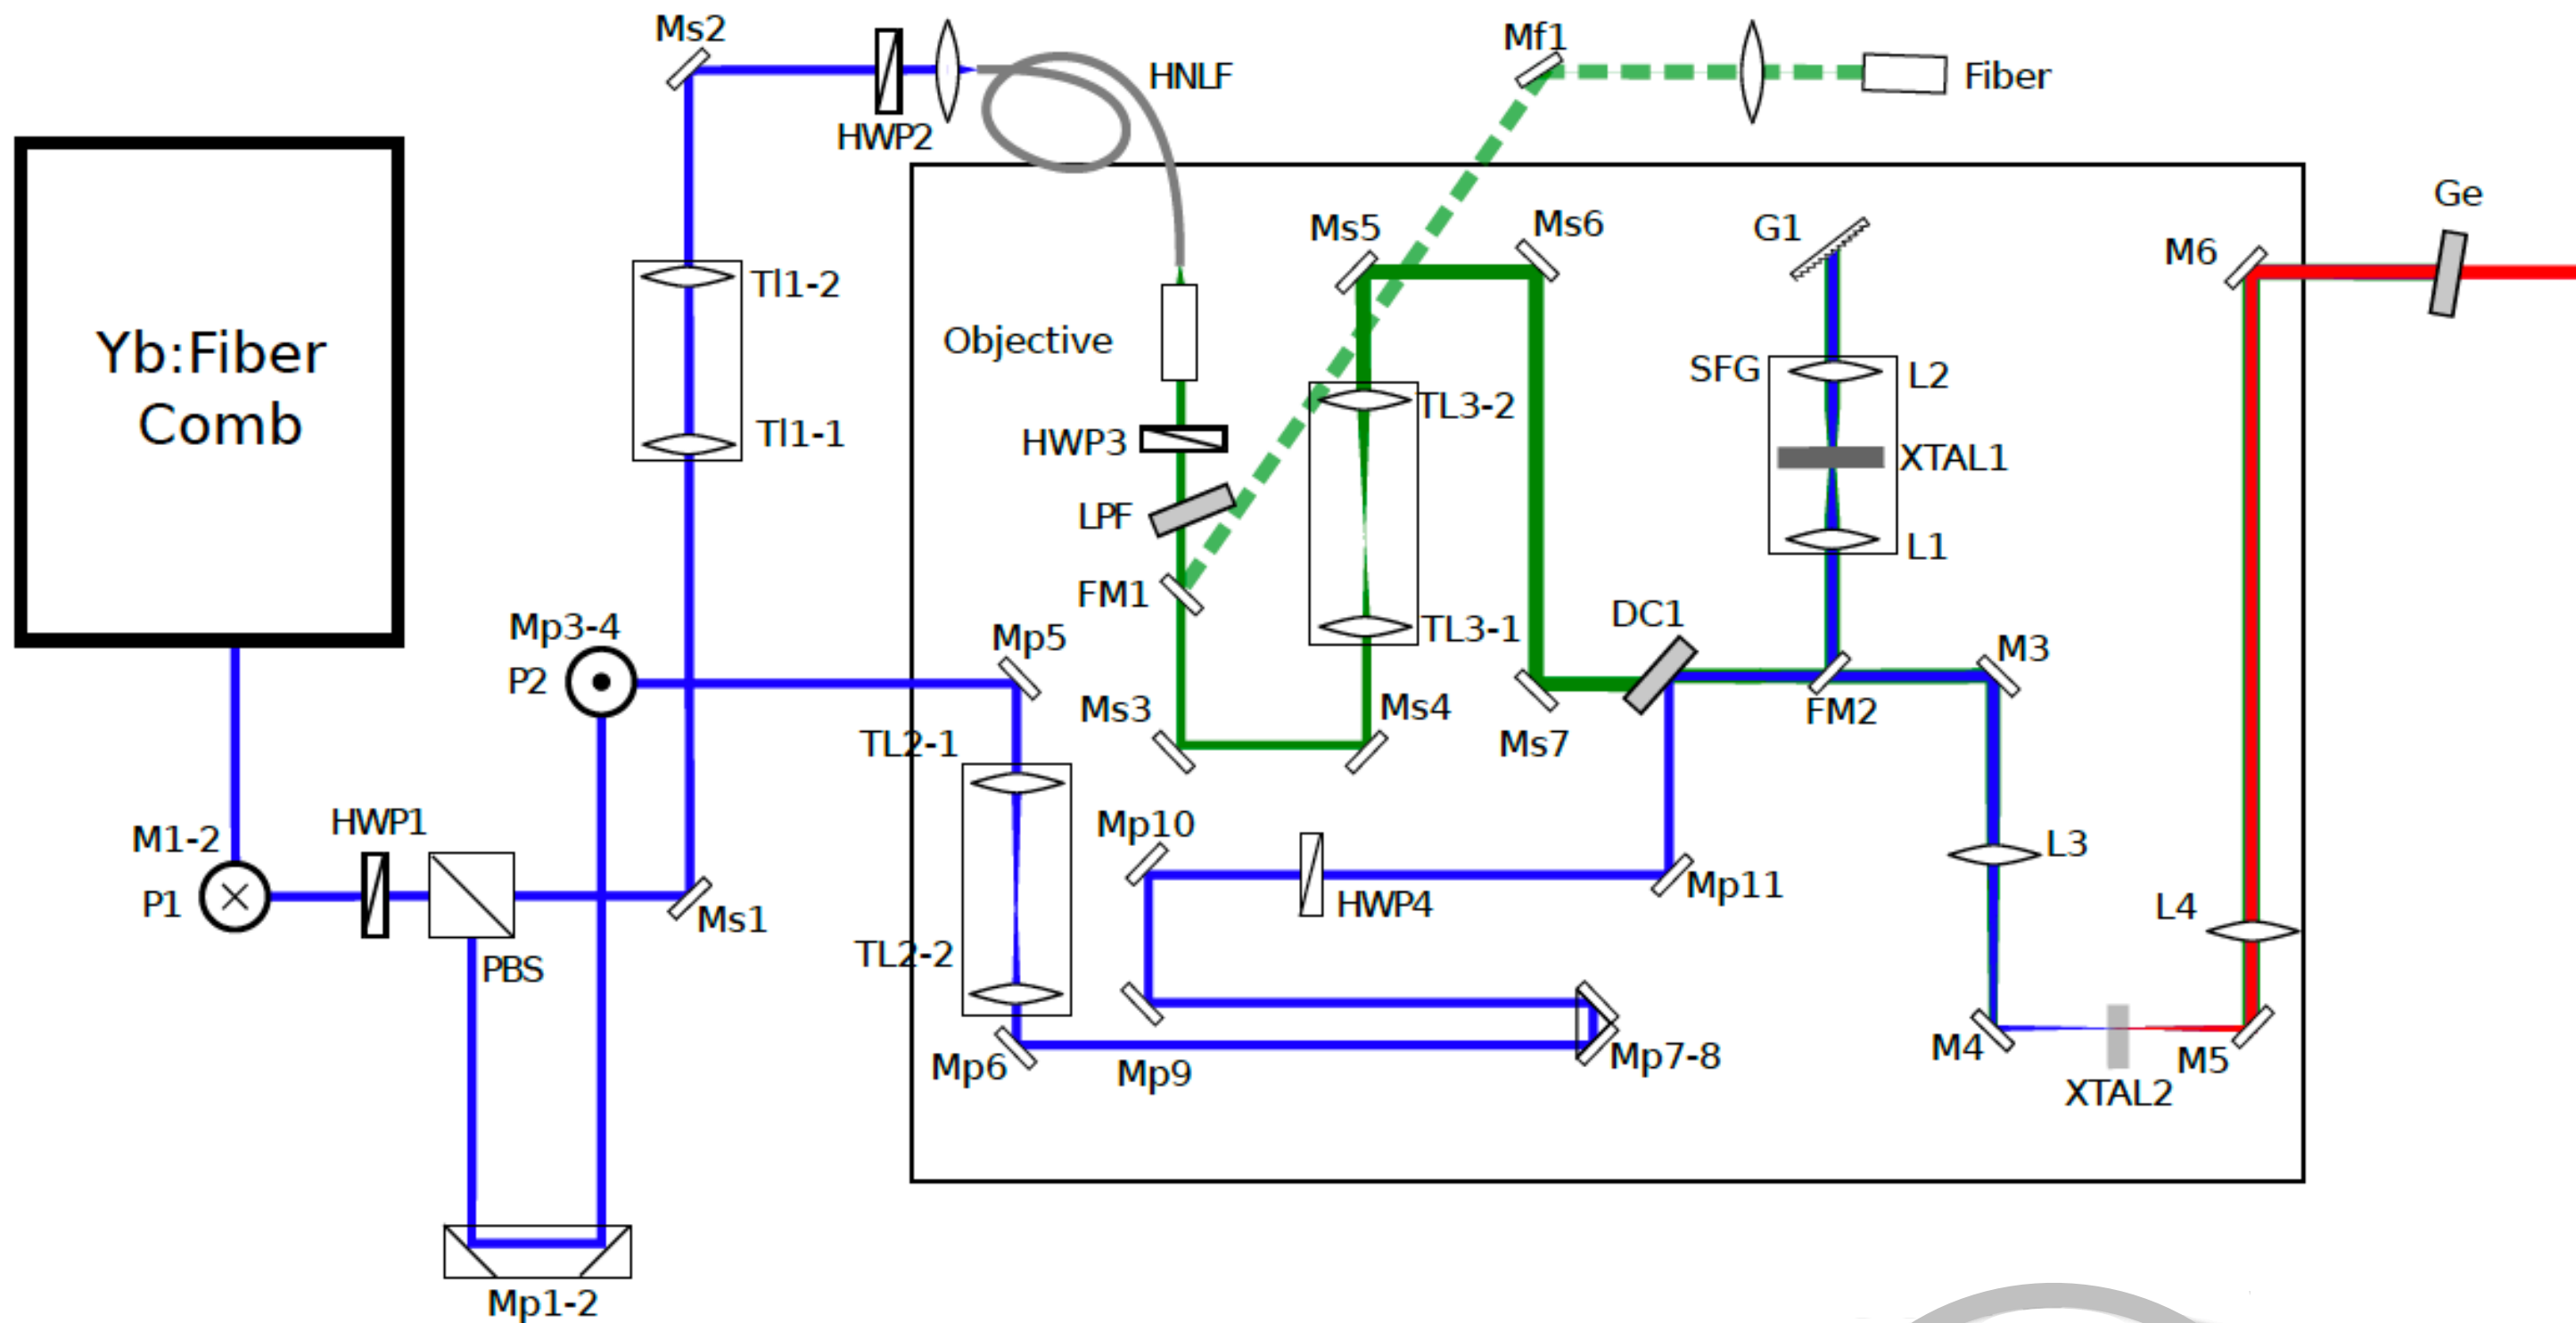 Ms2
HWP2
HNLF
Mf1
Fiber
Yb:Fiber
Comb
Tl1-2
Tl1-1
Objective
HWP3
LPF
FM1
Ms5
Ms6
TL3-2
TL3-1
G1
SFG
L2
XTAL1
L1
M6
Ge
Mp3-4
P2
Mp5
Ms3
Ms4
TL2-1
Ms7
DC1
FM2
M3
M1-2
P1
HWP1
PBS
Ms1
TL2-2
Mp10
HWP4
Mp11
L3
L4
Mp6
Mp9
Mp7-8
M4
XTAL2
M5
Mp1-2